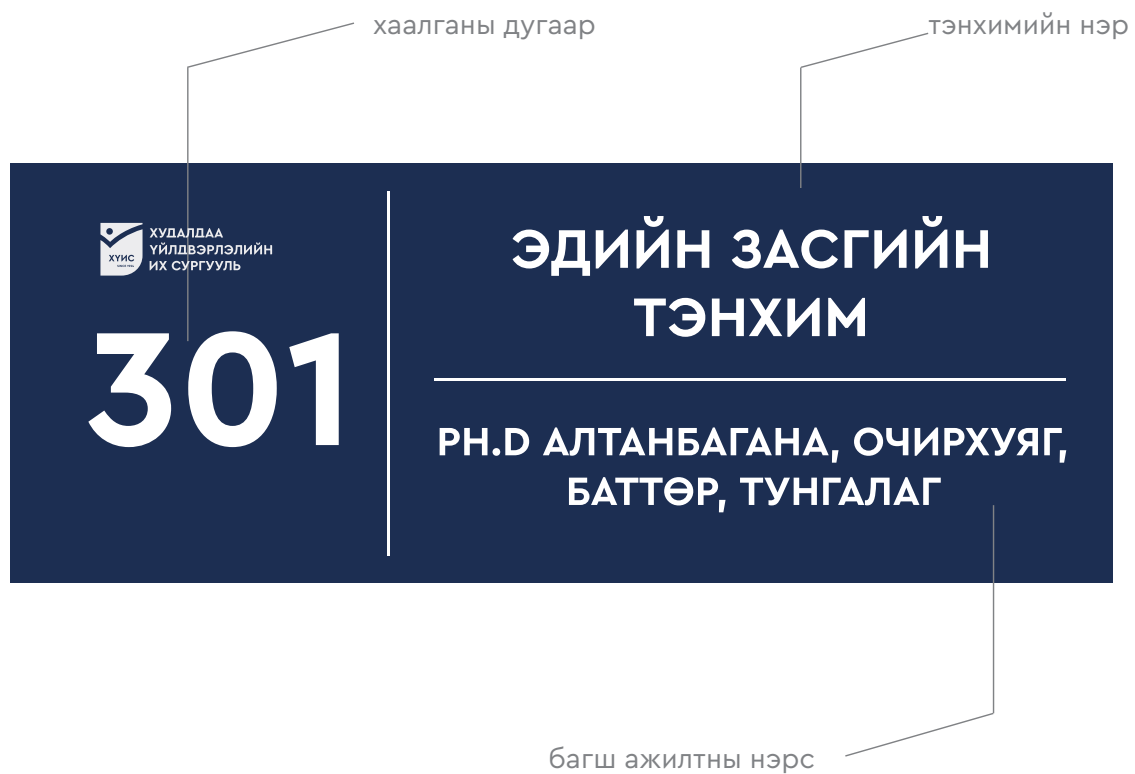 хаалганы дугаар
тэнхимийн нэр
ХУДАЛДАА
ҮЙЛДВЭРЛЭЛИЙН
ИХ СУРГУУЛЬ
ХҮИС
301
ЭДИЙН ЗАСГИЙН
ТЭНХИМ
PH.D АЛТАНБАГАНА, ОЧИРХУЯГ,
БАТТӨР, ТУНГАЛАГ
багш ажилтны нэрс